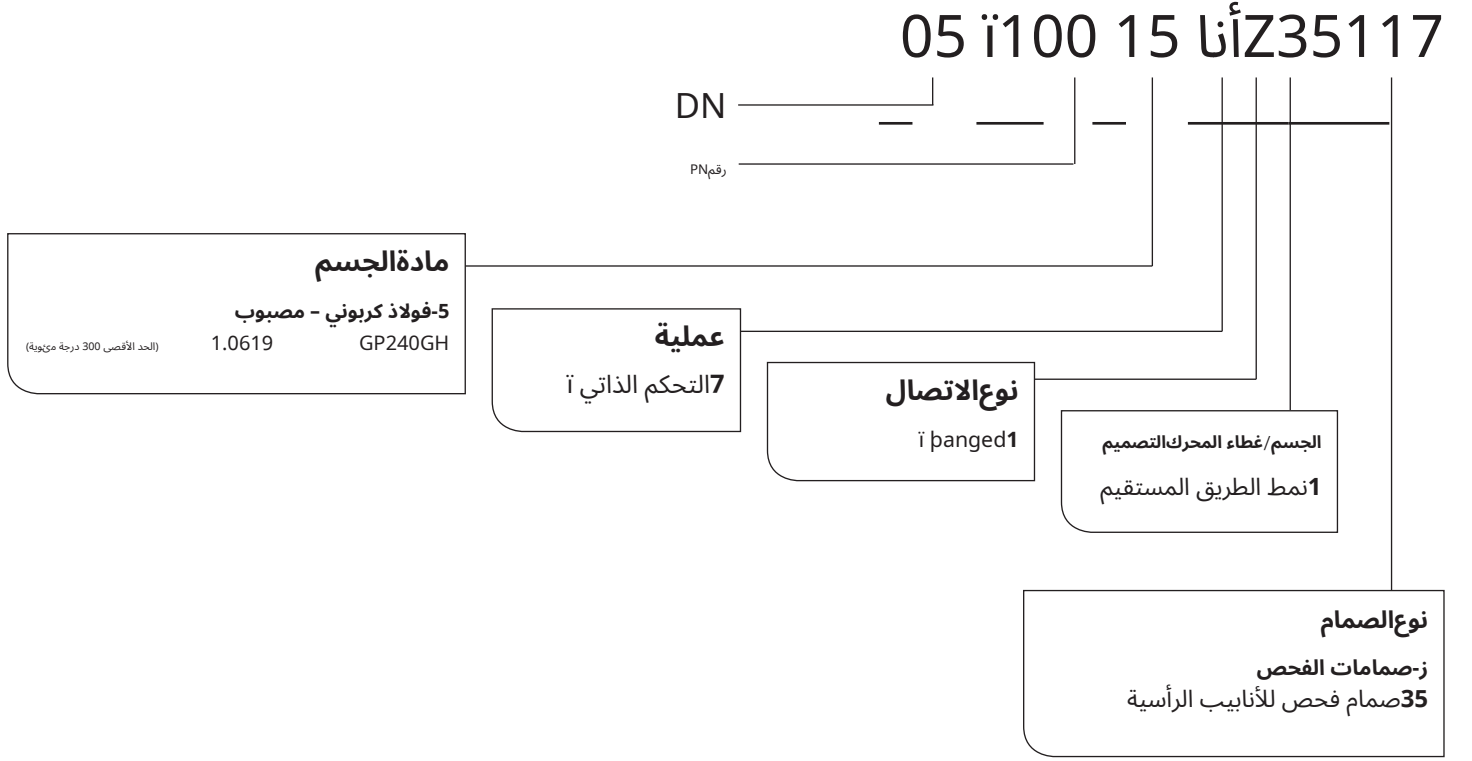 05 ï100 15 أناZ35117
DN
رقمPN
مادةالجسم
5-فولاذ كربوني – مصبوب
GP240GH 1.0619 (الحد الأقصى 300 درجة مئوية)
عملية
7التحكم الذاتي ï
نوعالاتصال
ï þanged1
الجسم/غطاء المحركالتصميم
1نمط الطريق المستقيم
نوعالصمام
ز-صمامات الفحص
35صمام فحص للأنابيب الرأسية